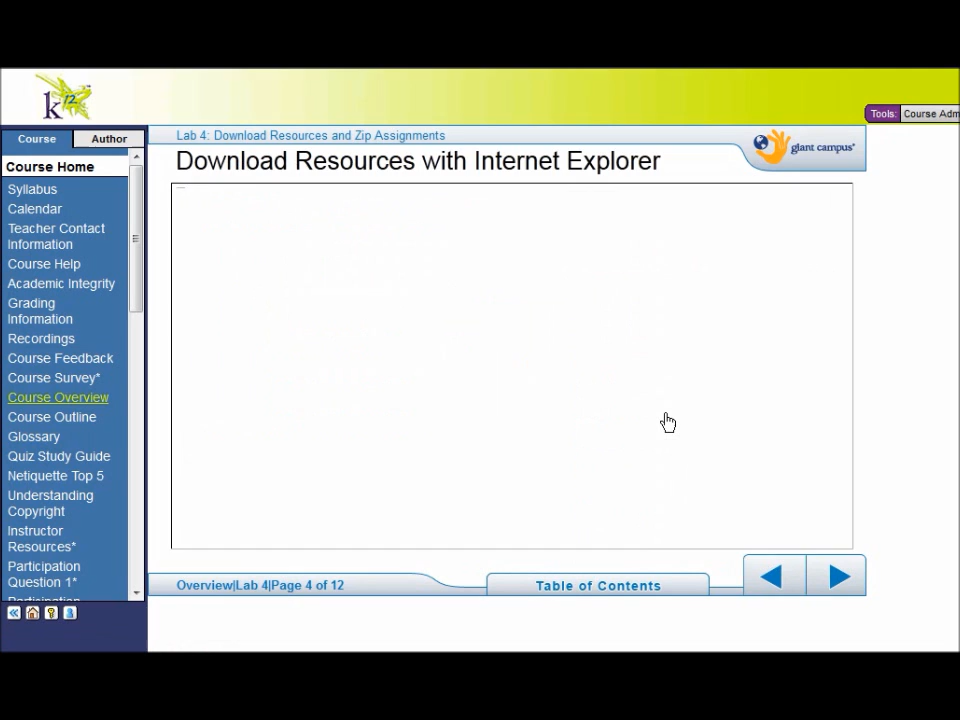 k12
Tools:
Course Adm
Course
Author
Lab 4: Download Resources and Zip Assignments
Download Resources with Internet Explorer
giant campus
Course Home
Syllabus
Calendar
Teacher Contact
Information
Course Help
Academic Integrity
Grading
Information
Recordings
Course Feedback
Course Survey*
Course Overview
Course Outline
Glossary
Quiz Study Guide
Netiquette Top 5
Understanding
Copyright
Instructor
Resources*
Participation
Question 1*
Overview|Lab 4|Page 4 of 12
Table of Contents